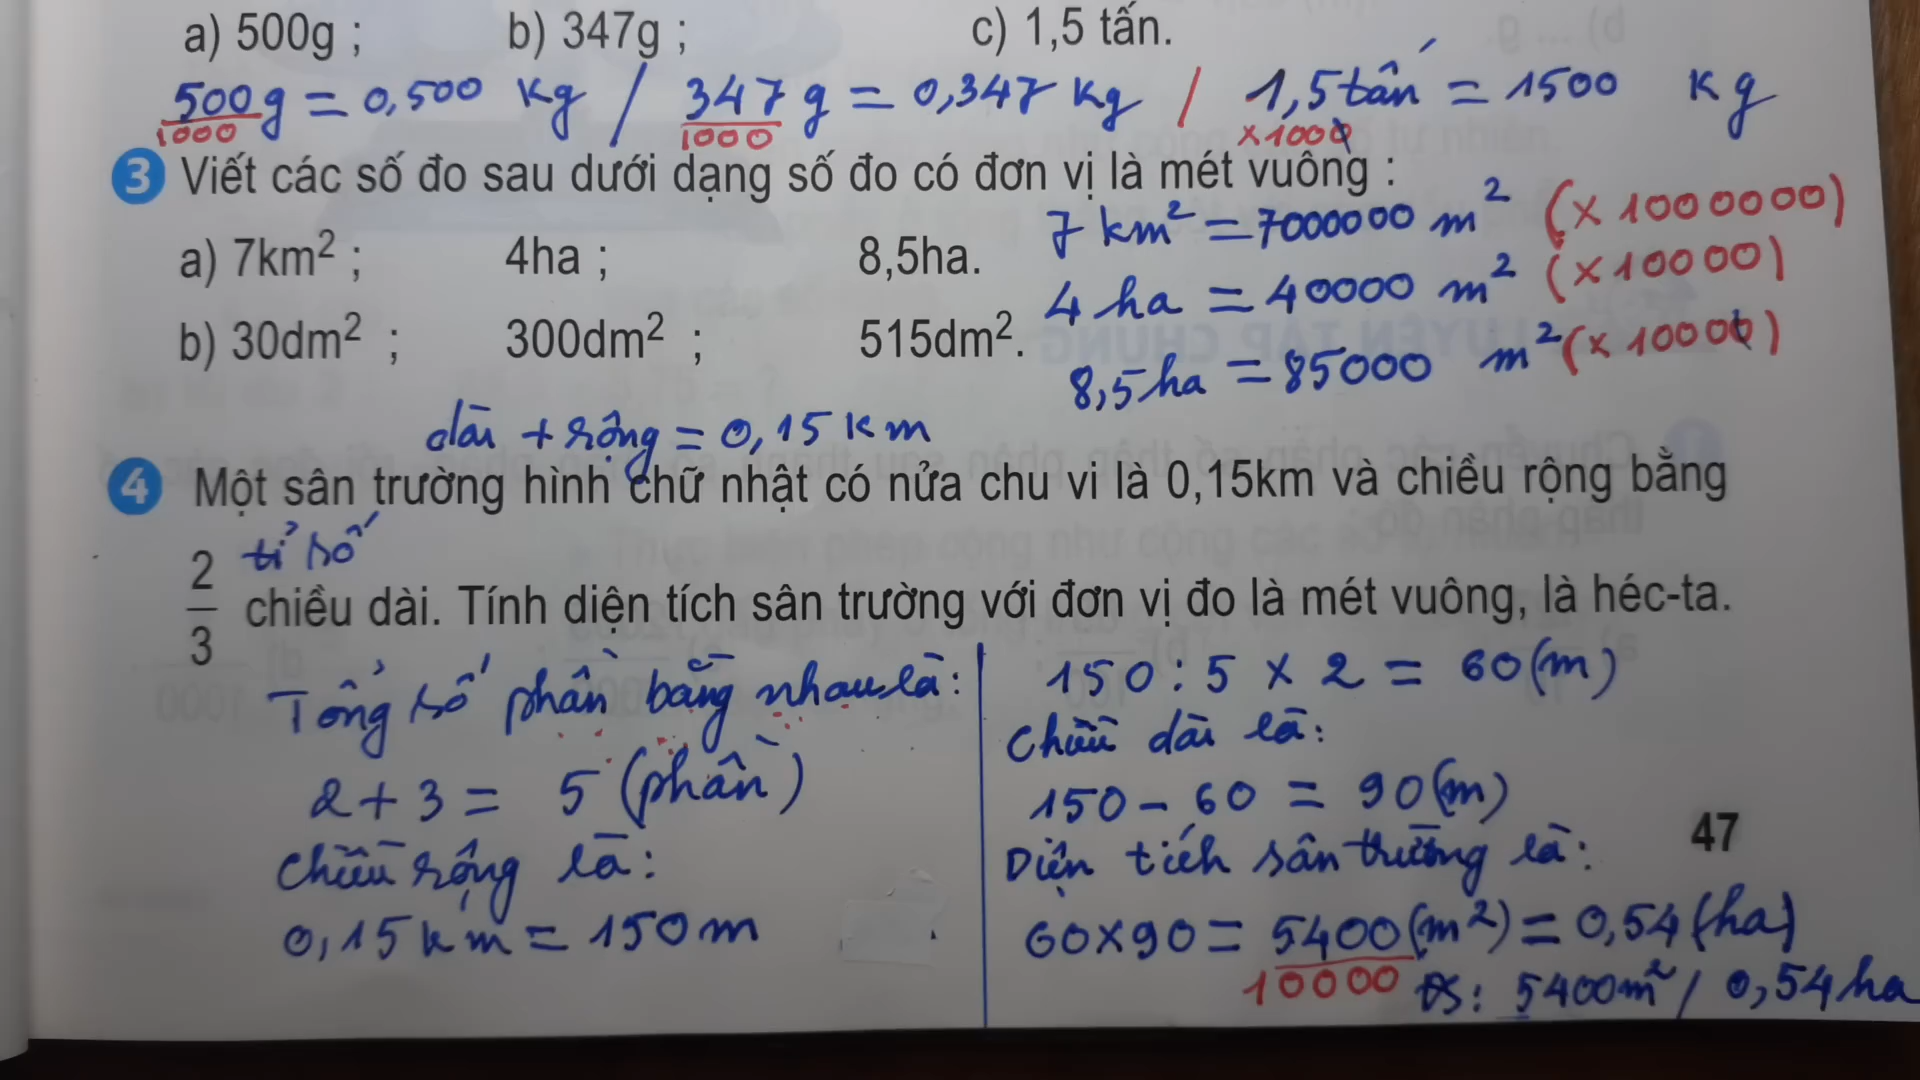 a) 500g ; b) 347g ; c) 1,5 tấn.
500g = 0,500 kg / 347g = 0,347 kg / 1,5 tấn = 1500 kg
1000 1000 x1000
3 Viết các số đo sau dưới dạng số đo có đơn vị là mét vuông :
7 km² = 7000000 m² (x 1000000)
a) 7km² ; 4ha ; 8,5ha.
4 ha = 40000 m² (x 10000)
b) 30dm² ; 300dm² ; 515dm².
8,5 ha = 85000 m² (x 10000)
dài + rộng = 0,15 km
4 Một sân trường hình chữ nhật có nửa chu vi là 0,15km và chiều rộng bằng
tỉ số
2/3 chiều dài. Tính diện tích sân trường với đơn vị đo là mét vuông, là héc-ta.
Tổng số phần bằng nhau là:
2 + 3 = 5 (phần)
Chiều rộng là:
0,15 km = 150 m
150 : 5 x 2 = 60 (m)
Chiều dài là:
150 - 60 = 90 (m)
Diện tích sân trường là:
60 x 90 = 5400 (m²) = 0,54 (ha)
10000
ĐS: 5400m² / 0,54 ha
47